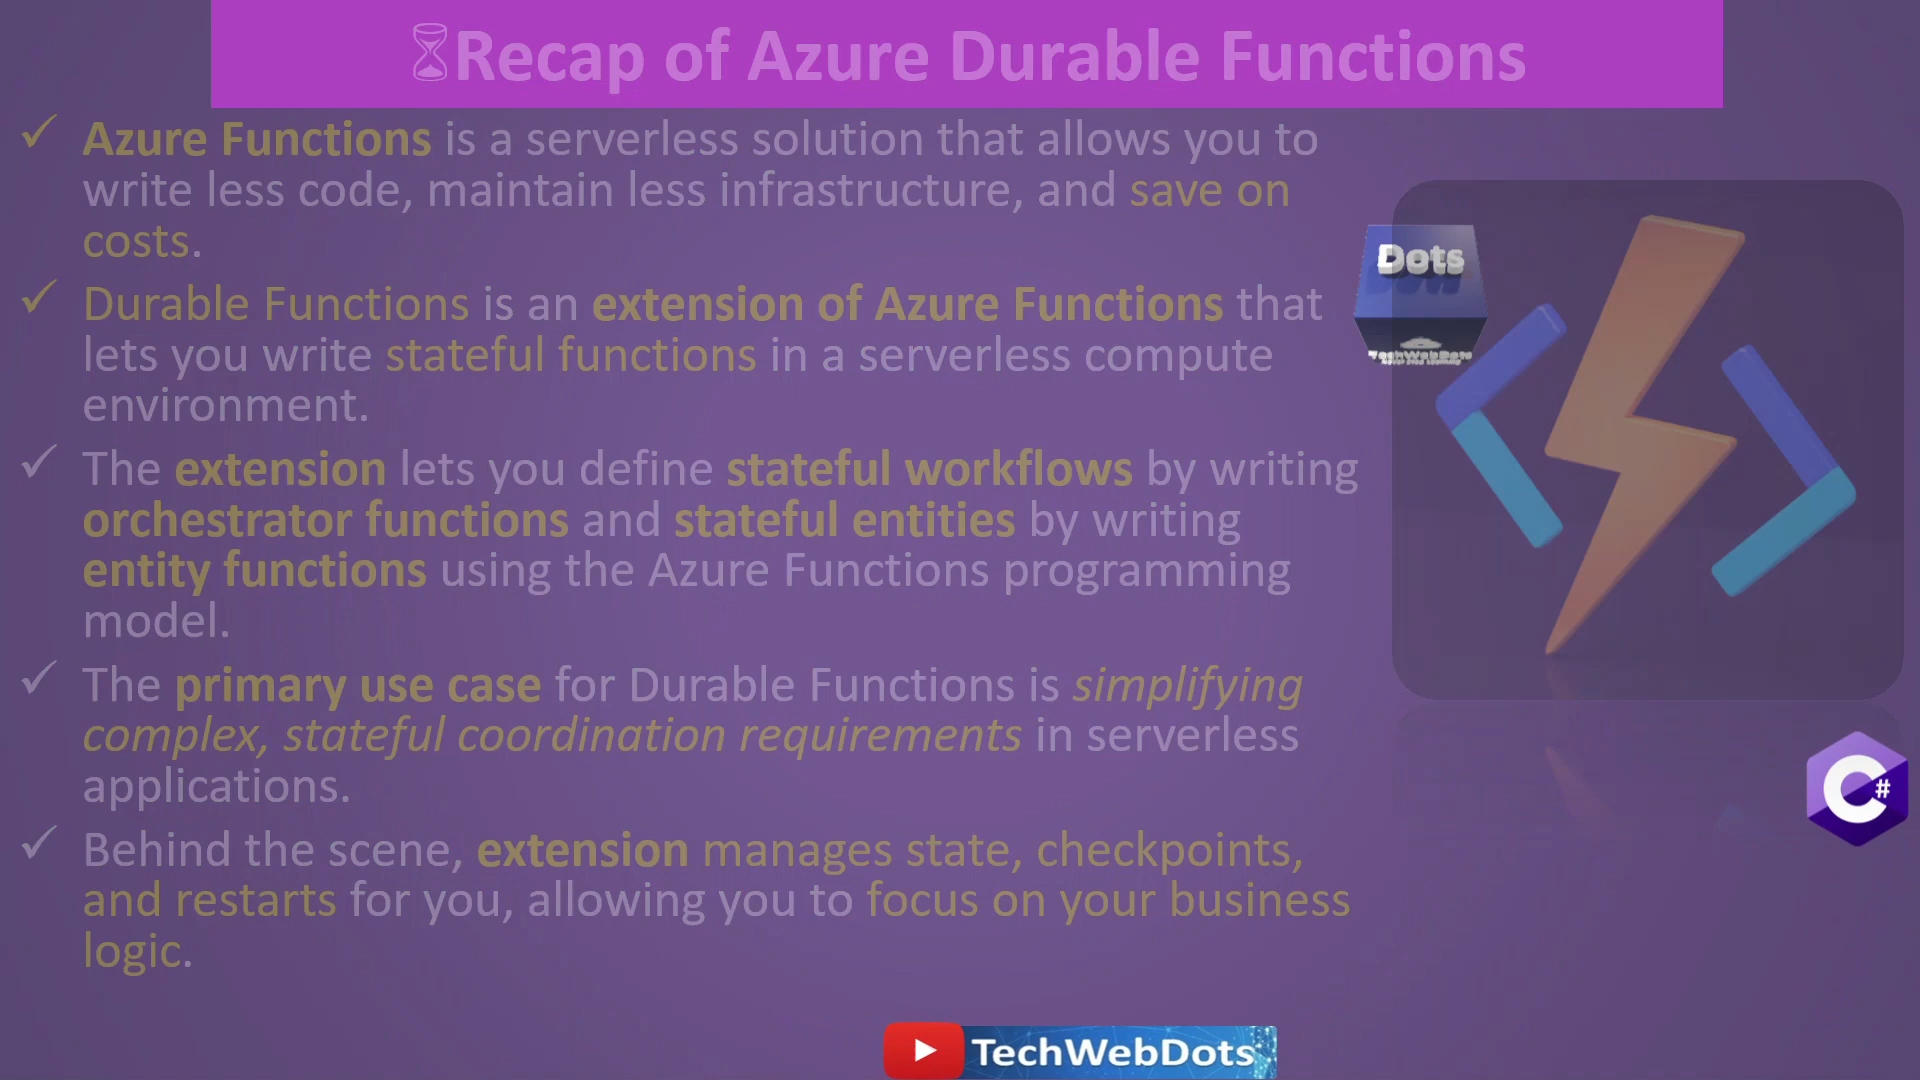 ⏳Recap of Azure Durable Functions
✓ Azure Functions is a serverless solution that allows you to
write less code, maintain less infrastructure, and save on
costs.
✓ Durable Functions is an extension of Azure Functions that
lets you write stateful functions in a serverless compute
environment.
✓ The extension lets you define stateful workflows by writing
orchestrator functions and stateful entities by writing
entity functions using the Azure Functions programming
model.
✓ The primary use case for Durable Functions is simplifying
complex, stateful coordination requirements in serverless
applications.
✓ Behind the scene, extension manages state, checkpoints,
and restarts for you, allowing you to focus on your business
logic.
Dots
TechWebDots
C#
TechWebDots